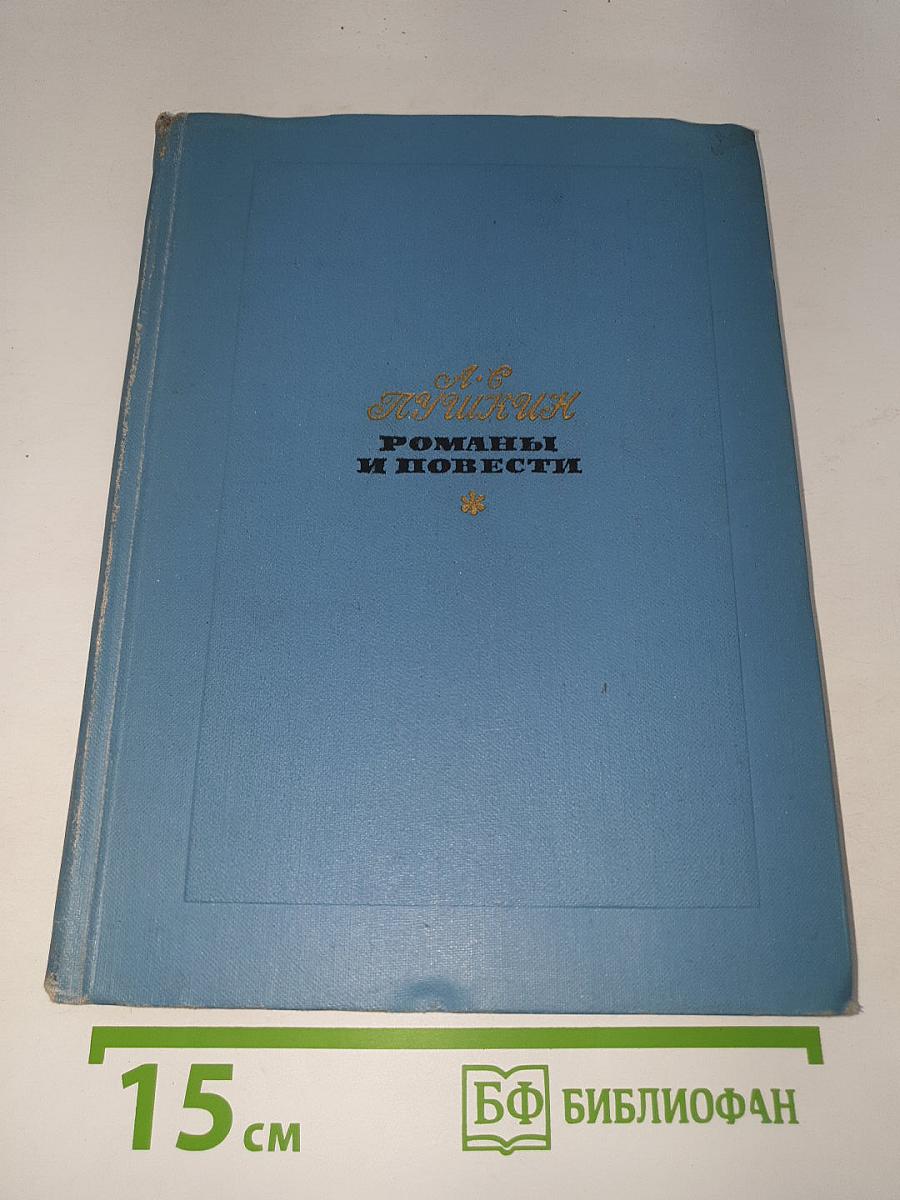 А·С
ПУШКИН
РОМАНЫ
И ПОВЕСТИ
15 см
БФ БИБЛИОФАН